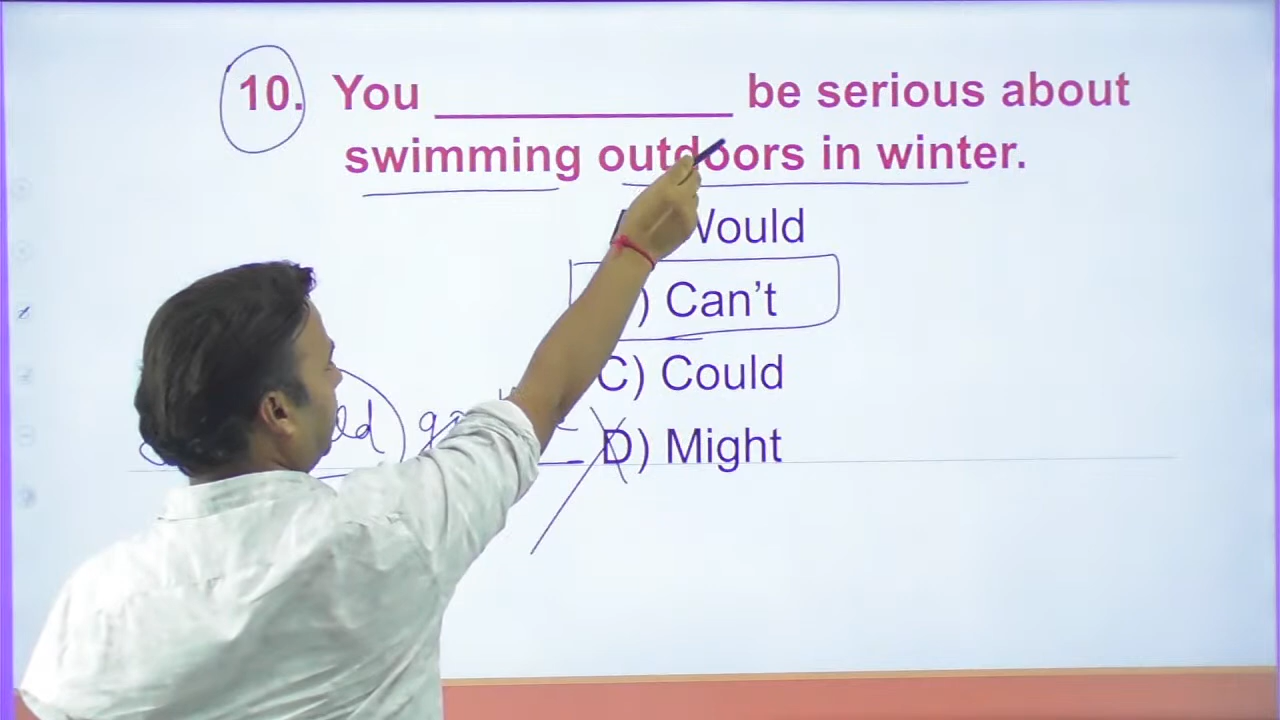 10. You ____________ be serious about
swimming outdoors in winter.
Would
) Can't
C) Could
D) Might